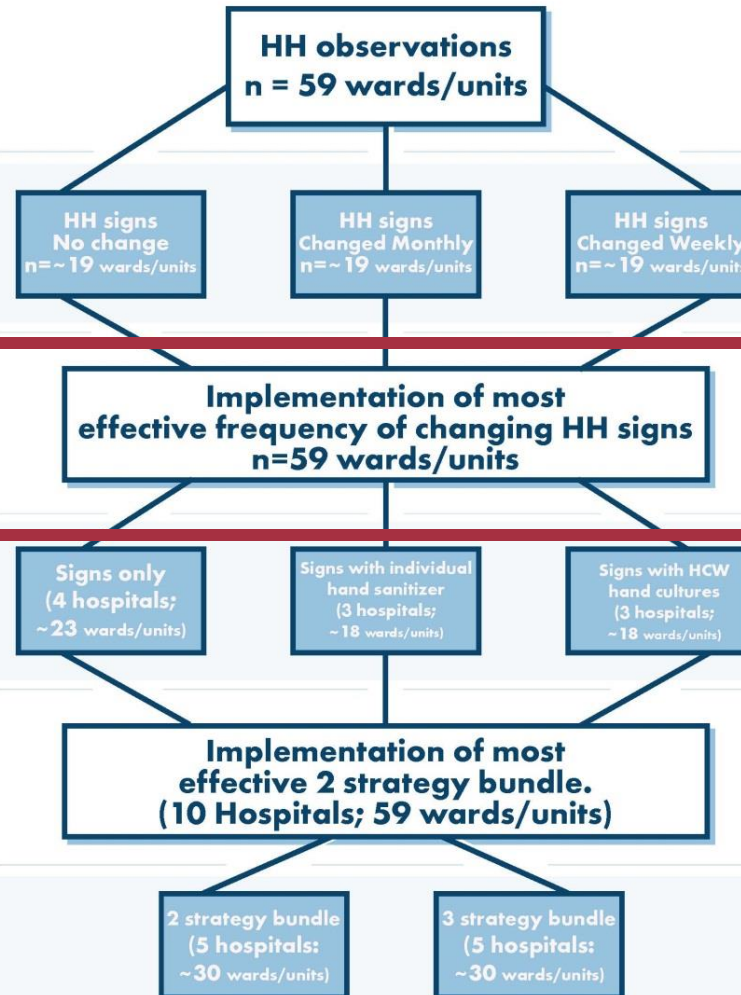 HH observations
n = 59 wards/units
HH signs
No change
n=~19 wards/units
HH signs
Changed Monthly
n=~19 wards/units
HH signs
Changed Weekly
n=~19 wards/units
Implementation of most
effective frequency of changing HH signs
n=59 wards/units
Signs only
(4 hospitals;
~23 wards/units)
Signs with individual
hand sanitizer
(3 hospitals;
~18 wards/units)
Signs with HCW
hand cultures
(3 hospitals;
~18 wards/units)
Implementation of most
effective 2 strategy bundle.
(10 Hospitals; 59 wards/units)
2 strategy bundle
(5 hospitals:
~30 wards/units)
3 strategy bundle
(5 hospitals:
~30 wards/units)